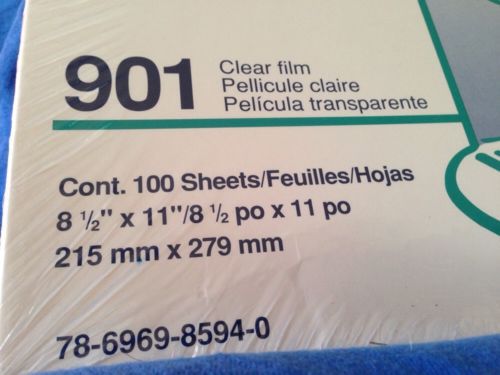 901
Clear film
Pellicule claire
Película transparente
Cont. 100 Sheets/Feuilles/Hojas
8 ½" x 11"/8 ½ po x 11 po
215 mm x 279 mm
78-6969-8594-0